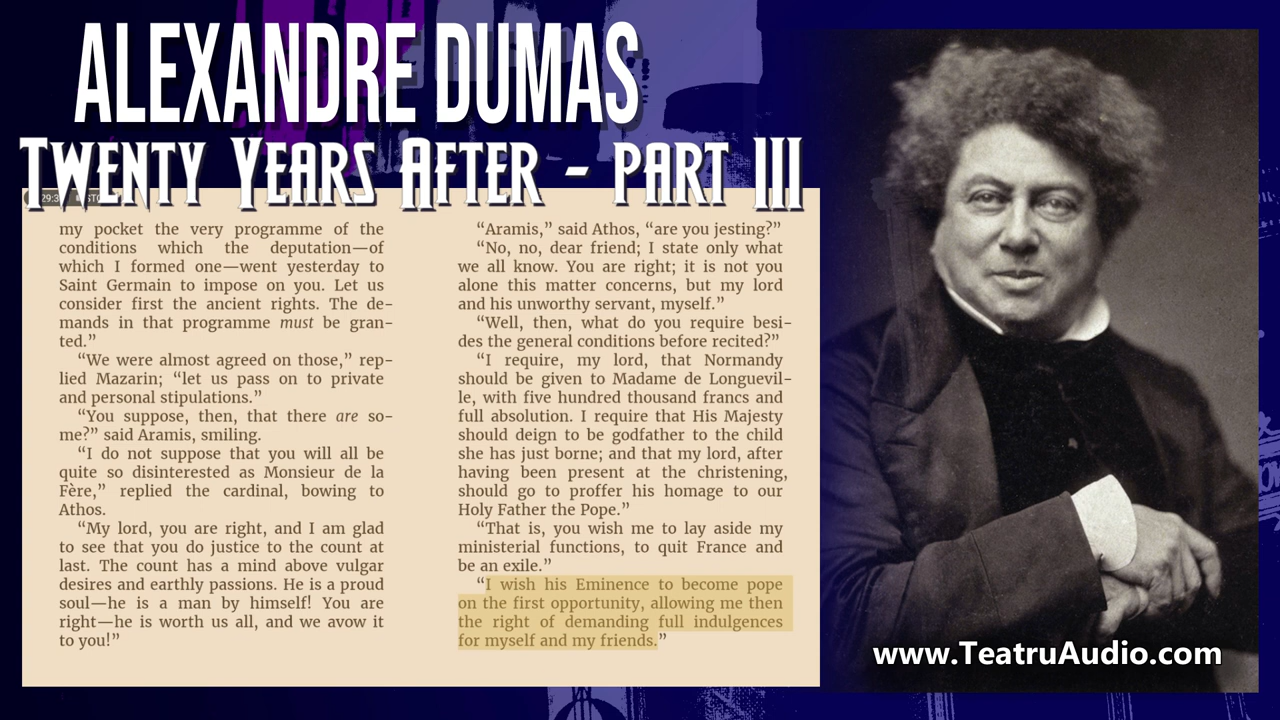 ALEXANDRE DUMAS
TWENTY YEARS AFTER - PART III
my pocket the very programme of the
conditions which the deputation—of
which I formed one—went yesterday to
Saint Germain to impose on you. Let us
consider first the ancient rights. The de-
mands in that programme must be gran-
ted.”
“We were almost agreed on those,” rep-
lied Mazarin; “let us pass on to private
and personal stipulations.”
“You suppose, then, that there are so-
me?” said Aramis, smiling.
“I do not suppose that you will all be
quite so disinterested as Monsieur de la
Fère,” replied the cardinal, bowing to
Athos.
“My lord, you are right, and I am glad
to see that you do justice to the count at
last. The count has a mind above vulgar
desires and earthly passions. He is a proud
soul—he is a man by himself! You are
right—he is worth us all, and we avow it
to you!”
“Aramis,” said Athos, “are you jesting?”
“No, no, dear friend; I state only what
we all know. You are right; it is not you
alone this matter concerns, but my lord
and his unworthy servant, myself.”
“Well, then, what do you require besi-
des the general conditions before recited?”
“I require, my lord, that Normandy
should be given to Madame de Longuevil-
le, with five hundred thousand francs and
full absolution. I require that His Majesty
should deign to be godfather to the child
she has just borne; and that my lord, after
having been present at the christening,
should go to proffer his homage to our
Holy Father the Pope.”
“That is, you wish me to lay aside my
ministerial functions, to quit France and
be an exile.”
“I wish his Eminence to become pope
on the first opportunity, allowing me then
the right of demanding full indulgences
for myself and my friends.”
www.TeatruAudio.com